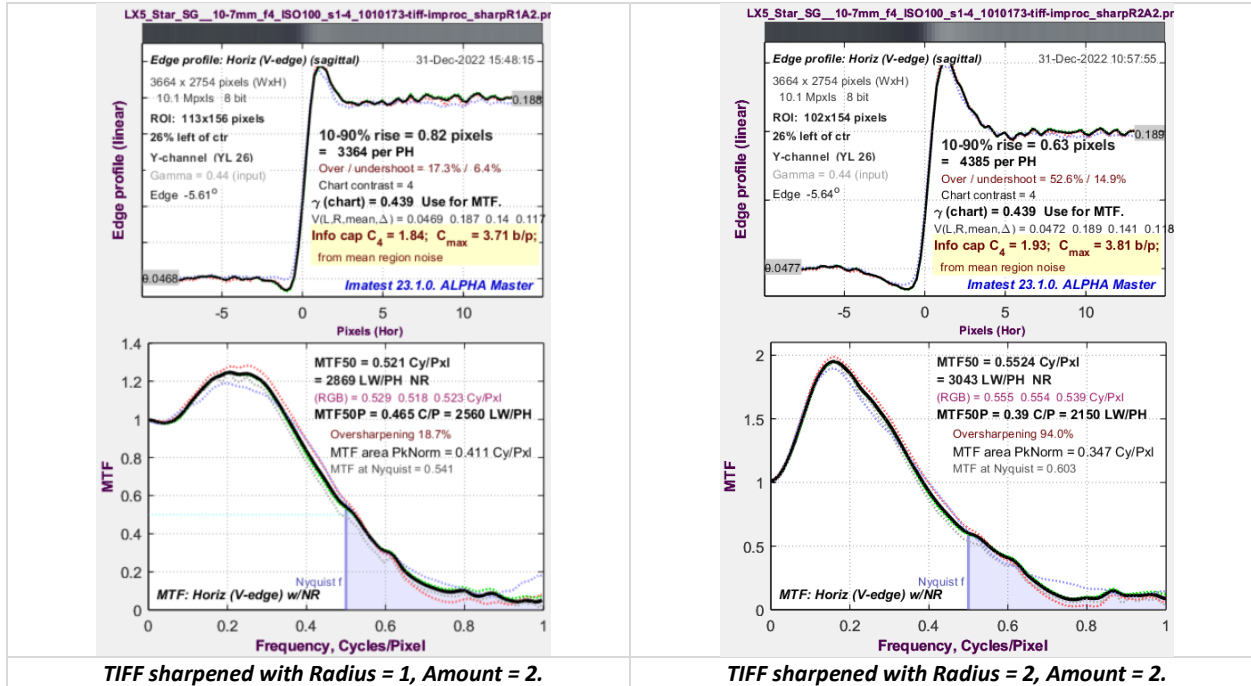 LX5_Star_SG__10-7mm_f4_ISO100_s1-4_1010173-tiff-improc_sharpR1A2.pr
Edge profile: Horiz (V-edge) (sagittal)
31-Dec-2022 15:48:15
3664 x 2754 pixels (WxH)
10.1 Mpxls 8 bit
ROI: 113x156 pixels
26% left of ctr
Y-channel (YL 26)
Gamma = 0.44 (input)
Edge -5.61o
0.188
10-90% rise = 0.82 pixels
= 3364 per PH
Over / undershoot = 17.3% / 6.4%
Chart contrast = 4
γ (chart) = 0.439 Use for MTF.
V(L,R,mean,Δ) = 0.0469 0.187 0.14 0.117
Info cap C4 = 1.84; Cmax = 3.71 b/p;
from mean region noise
0.0468
Imatest 23.1.0. ALPHA Master
Edge profile (linear)
-5 0 5 10
Pixels (Hor)
1.4
1.2
1
0.8
0.6
0.4
0.2
0
MTF
MTF50 = 0.521 Cy/Pxl
= 2869 LW/PH NR
(RGB) = 0.529 0.518 0.523 Cy/Pxl
MTF50P = 0.465 C/P = 2560 LW/PH
Oversharpening 18.7%
MTF area PkNorm = 0.411 Cy/Pxl
MTF at Nyquist = 0.541
Nyquist f
MTF: Horiz (V-edge) w/NR
0 0.2 0.4 0.6 0.8 1
Frequency, Cycles/Pixel
TIFF sharpened with Radius = 1, Amount = 2.
LX5_Star_SG__10-7mm_f4_ISO100_s1-4_1010173-tiff-improc_sharpR2A2.pr
Edge profile: Horiz (V-edge) (sagittal)
31-Dec-2022 10:57:55
3664 x 2754 pixels (WxH)
10.1 Mpxls 8 bit
ROI: 102x154 pixels
26% left of ctr
Y-channel (YL 26)
Gamma = 0.44 (input)
Edge -5.64o
0.189
10-90% rise = 0.63 pixels
= 4385 per PH
Over / undershoot = 52.6% / 14.9%
Chart contrast = 4
γ (chart) = 0.439 Use for MTF.
V(L,R,mean,Δ) = 0.0472 0.189 0.141 0.118
Info cap C4 = 1.93; Cmax = 3.81 b/p;
from mean region noise
0.0477
Imatest 23.1.0. ALPHA Master
Edge profile (linear)
-5 0 5 10
Pixels (Hor)
2
1.5
1
0.5
0
MTF
MTF50 = 0.5524 Cy/Pxl
= 3043 LW/PH NR
(RGB) = 0.555 0.554 0.539 Cy/Pxl
MTF50P = 0.39 C/P = 2150 LW/PH
Oversharpening 94.0%
MTF area PkNorm = 0.347 Cy/Pxl
MTF at Nyquist = 0.603
Nyquist f
MTF: Horiz (V-edge) w/NR
0 0.2 0.4 0.6 0.8 1
Frequency, Cycles/Pixel
TIFF sharpened with Radius = 2, Amount = 2.